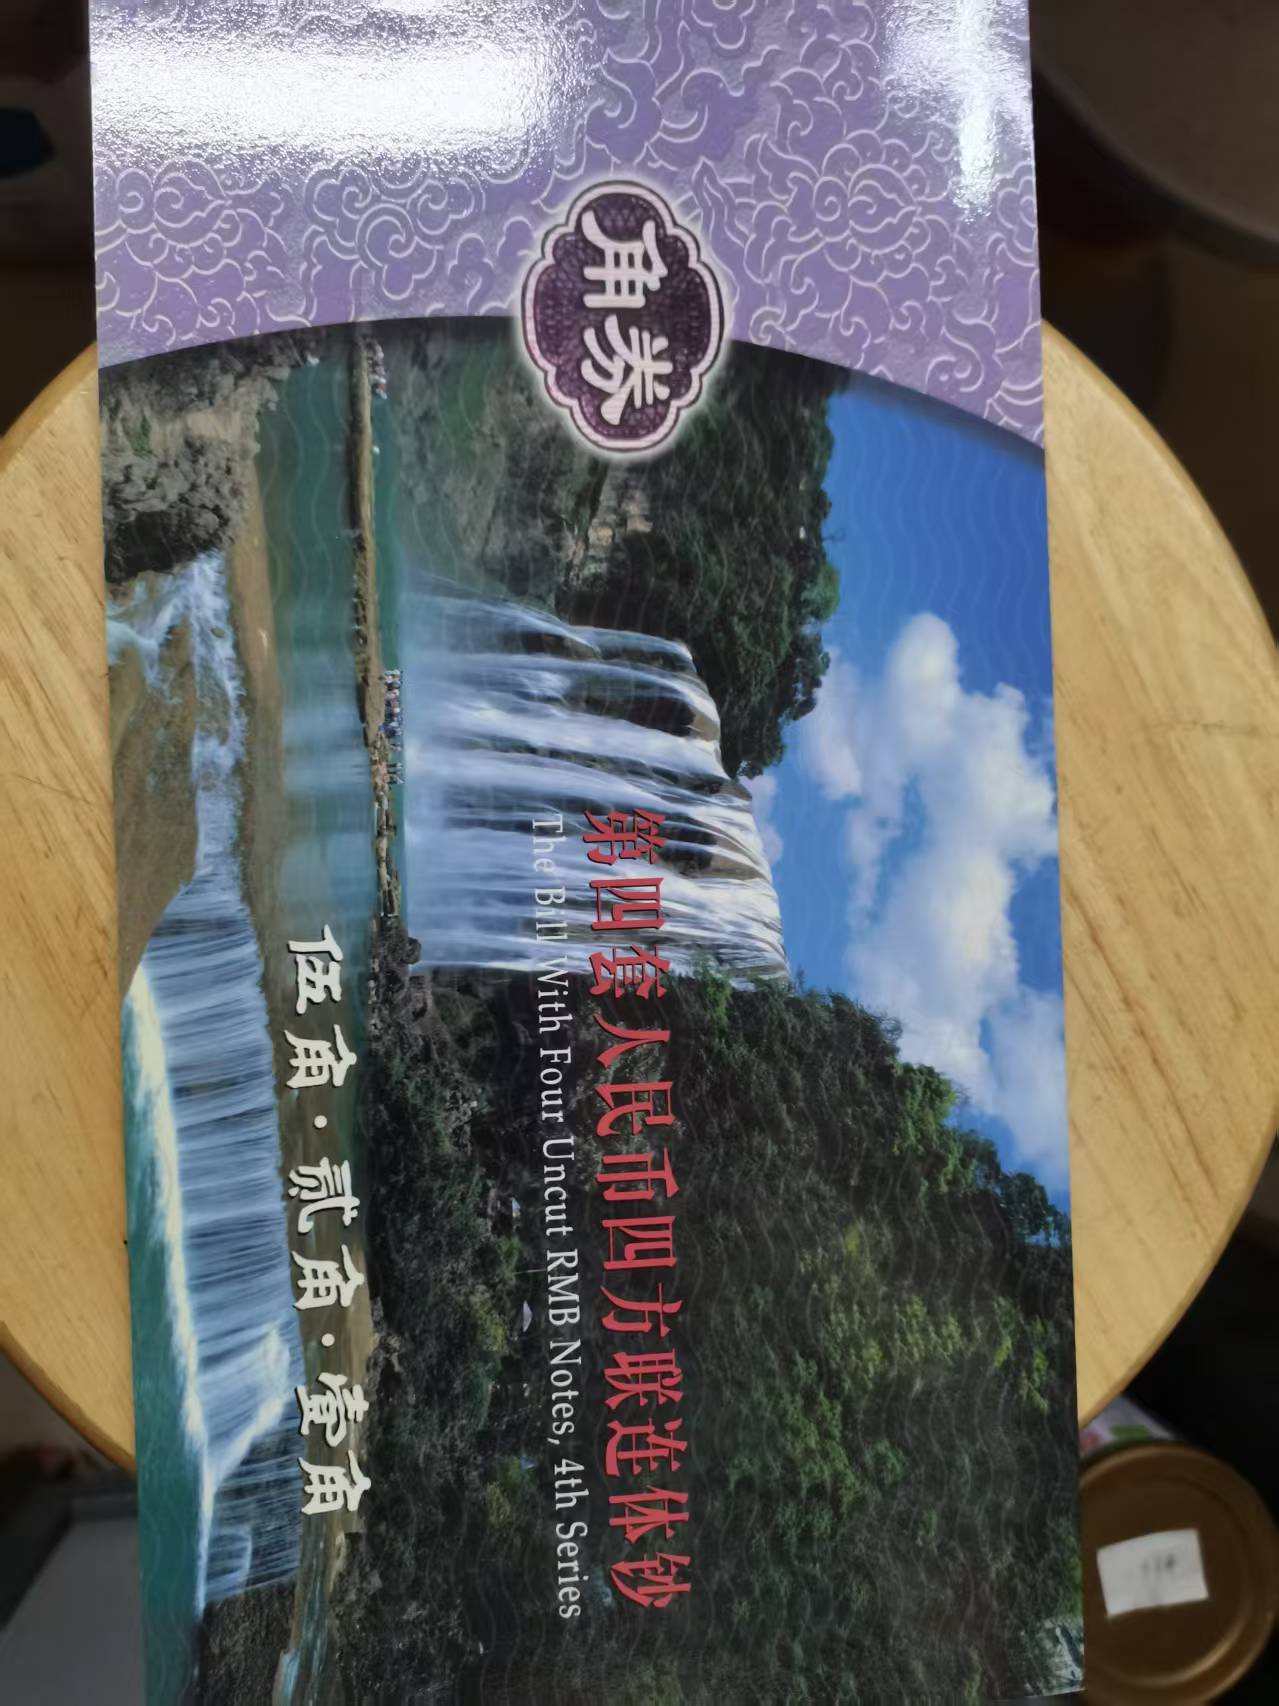 角券
第四套人民币四方联连体钞
The Bill With Four Uncut RMB Notes, 4th Series
伍角·贰角·壹角